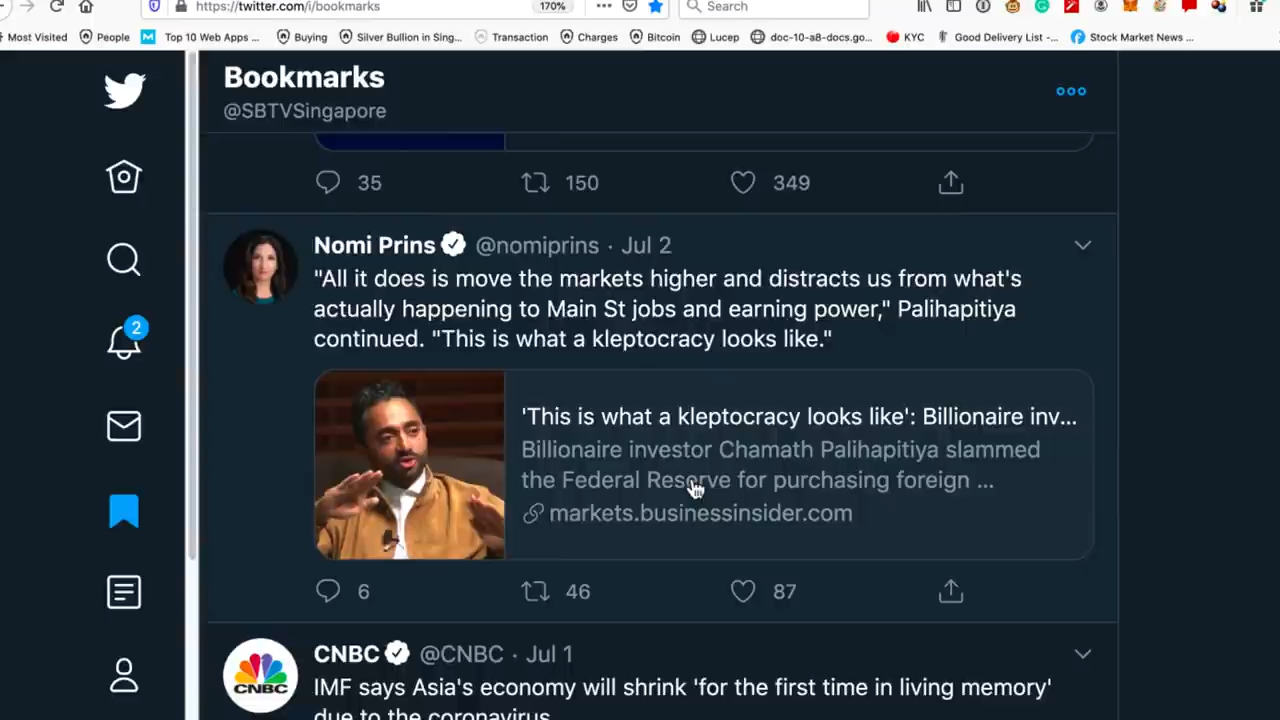 https://twitter.com/i/bookmarks
170%
Search
Most Visited
People
Top 10 Web Apps ...
Buying
Silver Bullion in Sing...
Transaction
Charges
Bitcoin
Lucep
doc-10-a8-docs.go...
KYC
Good Delivery List -...
Stock Market News ...
Bookmarks
@SBTVSingapore
35
150
349
2
Nomi Prins @nomiprins · Jul 2
"All it does is move the markets higher and distracts us from what's
actually happening to Main St jobs and earning power," Palihapitiya
continued. "This is what a kleptocracy looks like."
'This is what a kleptocracy looks like': Billionaire inv...
Billionaire investor Chamath Palihapitiya slammed
the Federal Reserve for purchasing foreign ...
markets.businessinsider.com
6
46
87
CNBC @CNBC · Jul 1
CNBC
IMF says Asia's economy will shrink 'for the first time in living memory'
due to the coronavirus